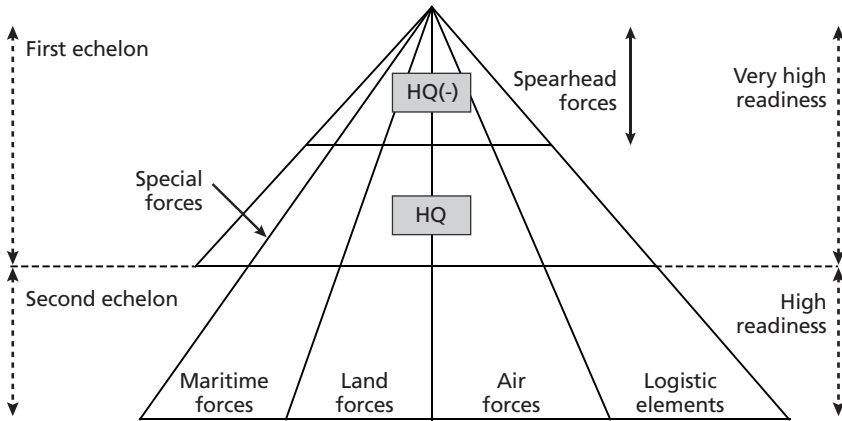 First echelon
HQ(-)
Spearhead
forces
Very high
readiness
Special
forces
HQ
Second echelon
High
readiness
Maritime
forces
Land
forces
Air
forces
Logistic
elements